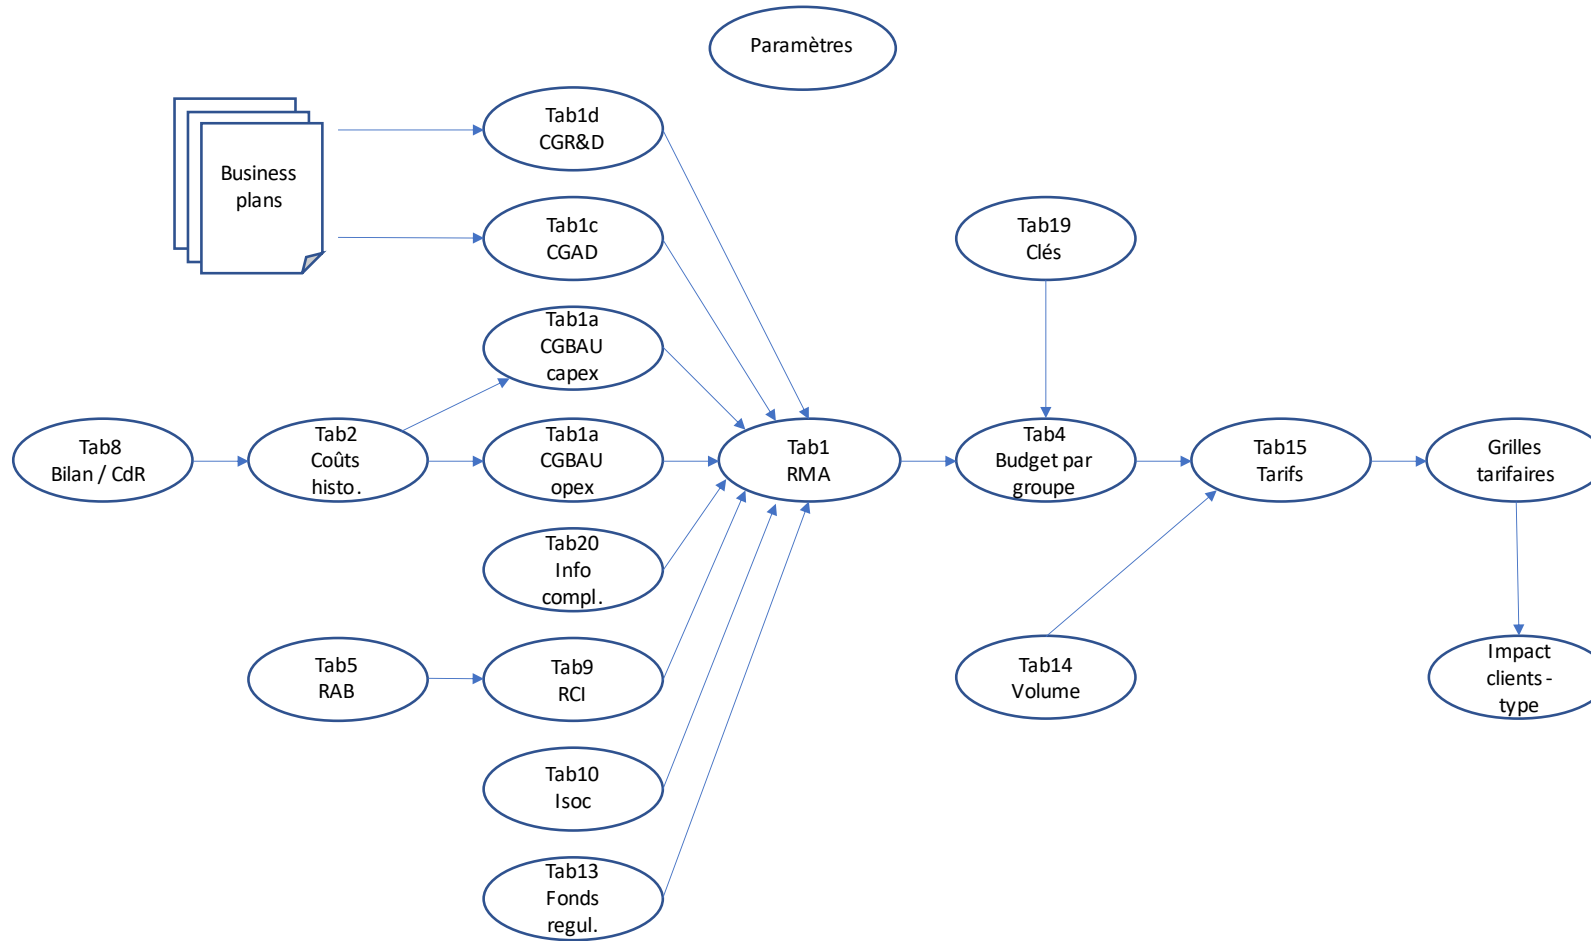 Paramètres
Business
plans
Tab1d
CGR&D
Tab1c
CGAD
Tab19
Clés
Tab1a
CGBAU
capex
Tab8
Bilan / CdR
Tab2
Coûts
histo.
Tab1a
CGBAU
opex
Tab1
RMA
Tab4
Budget par
groupe
Tab15
Tarifs
Grilles
tarifaires
Tab20
Info
compl.
Tab5
RAB
Tab9
RCI
Tab14
Volume
Impact
clients-
type
Tab10
Isoc
Tab13
Fonds
regul.